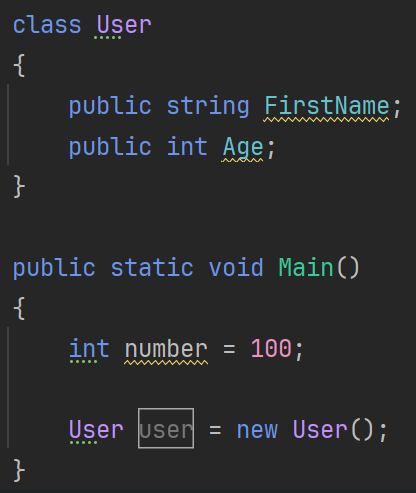 class User
{
    public string FirstName;
    public int Age;
}

public static void Main()
{
    int number = 100;

    User user = new User();
}